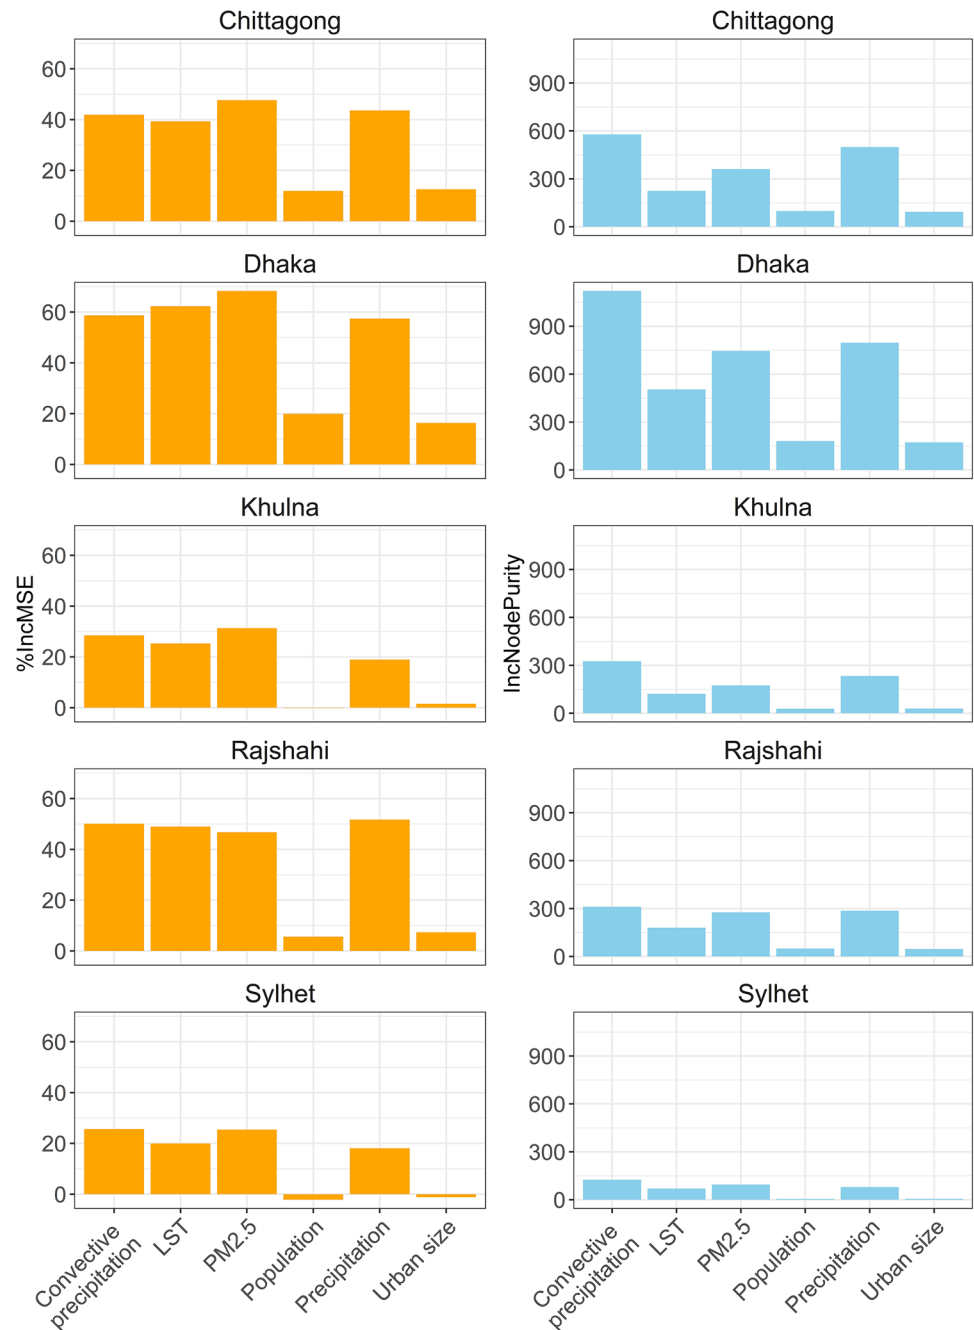 Chittagong
60
40
20
0
Dhaka
60
40
20
0
Khulna
60
40
20
0
Rajshahi
60
40
20
0
Sylhet
60
40
20
0
%IncMSE
Convective
precipitation
LST
PM2.5
Population
Precipitation
Urban size
Chittagong
900
600
300
0
Dhaka
900
600
300
0
Khulna
900
600
300
0
Rajshahi
900
600
300
0
Sylhet
900
600
300
0
IncNodePurity
Convective
precipitation
LST
PM2.5
Population
Precipitation
Urban size